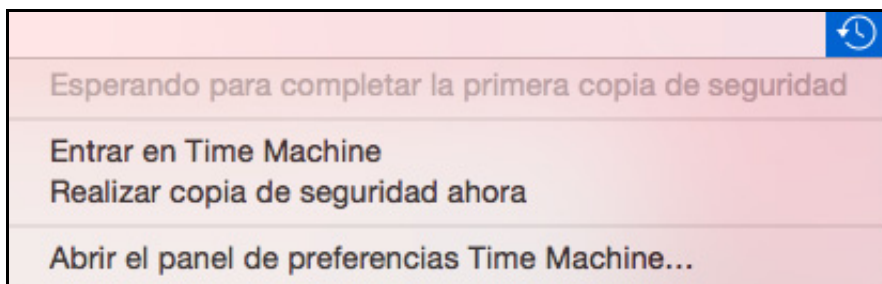 Esperando para completar la primera copia de seguridad
Entrar en Time Machine
Realizar copia de seguridad ahora
Abrir el panel de preferencias Time Machine...